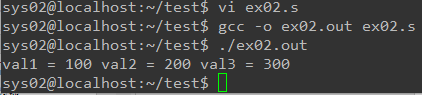 sys02@localhost:~/test$ vi ex02.s
sys02@localhost:~/test$ gcc -o ex02.out ex02.s
sys02@localhost:~/test$ ./ex02.out
val1 = 100 val2 = 200 val3 = 300
sys02@localhost:~/test$